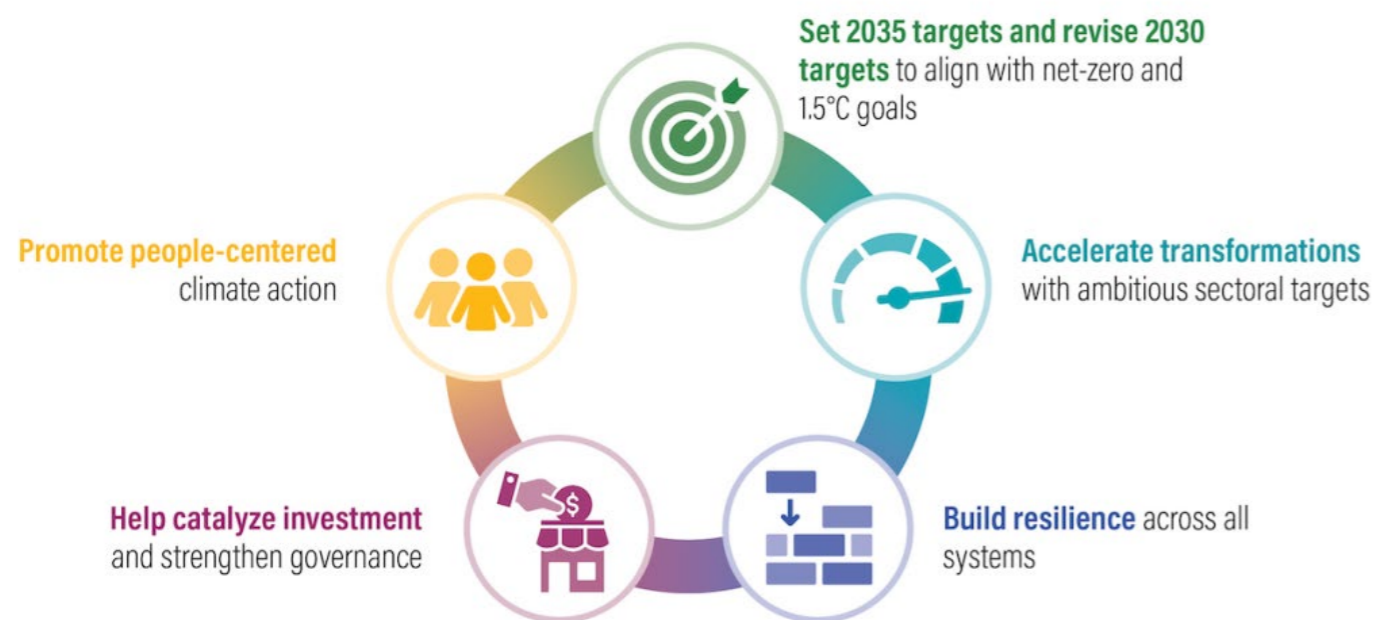 Set 2035 targets and revise 2030
targets to align with net-zero and
1.5°C goals
Accelerate transformations
with ambitious sectoral targets
Build resilience across all
systems
$
Help catalyze investment
and strengthen governance
Promote people-centered
climate action